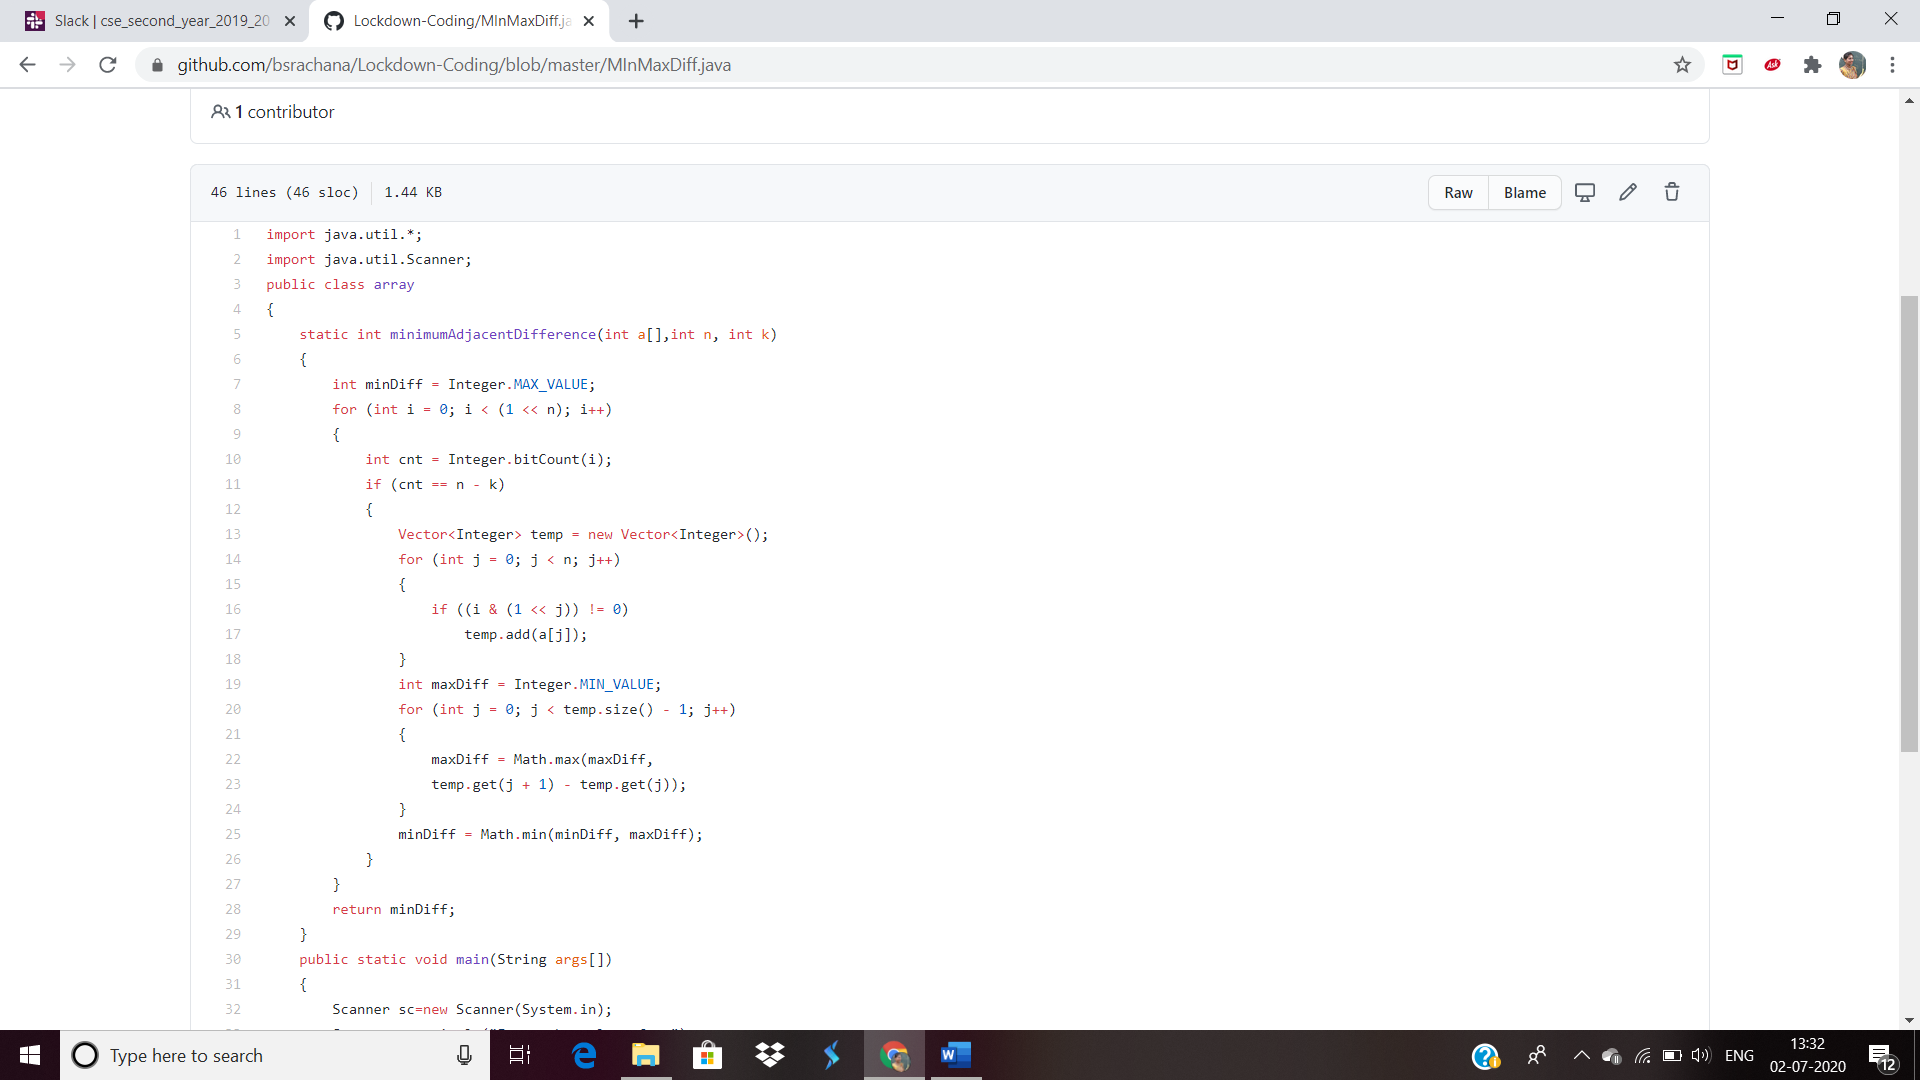 Slack | cse_second_year_2019_20
Lockdown-Coding/MInMaxDiff.ja
github.com/bsrachana/Lockdown-Coding/blob/master/MInMaxDiff.java
Ask
1 contributor
46 lines (46 sloc) 1.44 KB
Raw Blame
1 import java.util.*;
2 import java.util.Scanner;
3 public class array
4 {
5 static int minimumAdjacentDifference(int a[],int n, int k)
6 {
7 int minDiff = Integer.MAX_VALUE;
8 for (int i = 0; i < (1 << n); i++)
9 {
10 int cnt = Integer.bitCount(i);
11 if (cnt == n - k)
12 {
13 Vector<Integer> temp = new Vector<Integer>();
14 for (int j = 0; j < n; j++)
15 {
16 if ((i & (1 << j)) != 0)
17 temp.add(a[j]);
18 }
19 int maxDiff = Integer.MIN_VALUE;
20 for (int j = 0; j < temp.size() - 1; j++)
21 {
22 maxDiff = Math.max(maxDiff,
23 temp.get(j + 1) - temp.get(j));
24 }
25 minDiff = Math.min(minDiff, maxDiff);
26 }
27 }
28 return minDiff;
29 }
30 public static void main(String args[])
31 {
32 Scanner sc=new Scanner(System.in);
Type here to search
ENG
13:32
02-07-2020
12